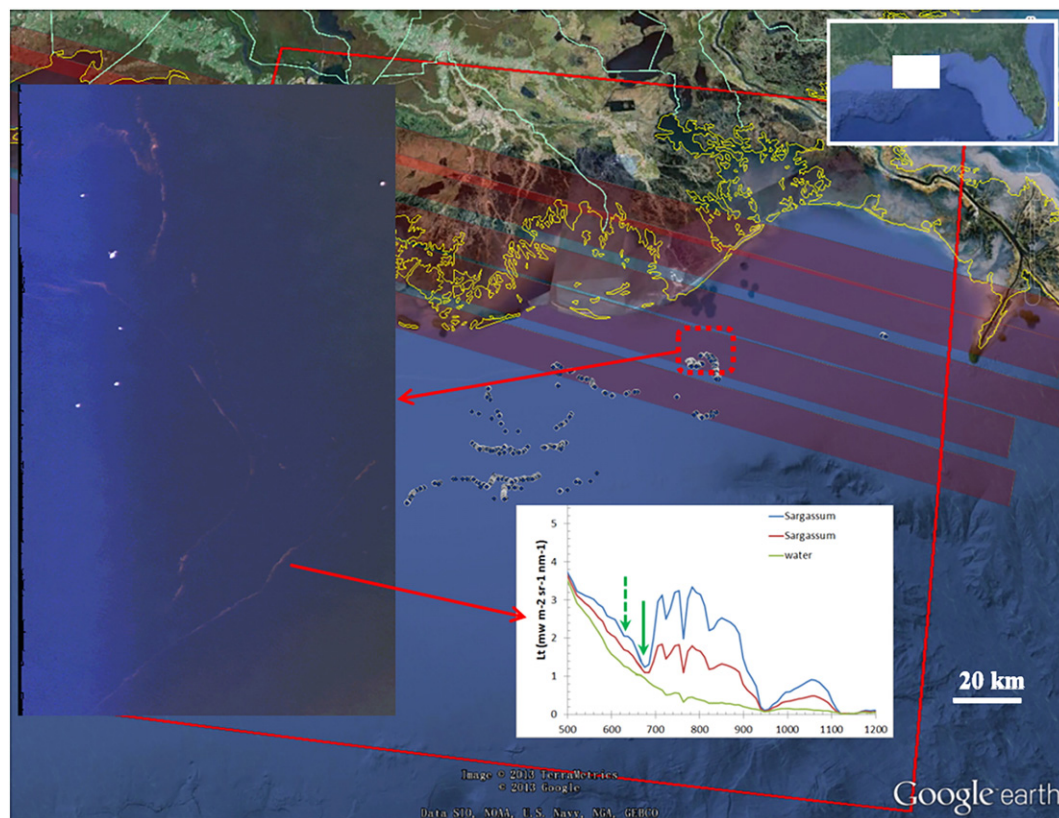 5
4
3
2
1
0
Lt (mw m-2 sr-1 nm-1)
Sargassum
Sargassum
water
500 600 700 800 900 1000 1100 1200
20 km
Image © 2013 TerraMetrics
© 2013 Google
Data SIO, NOAA, U.S. Navy, NGA, GEBCO
Google earth